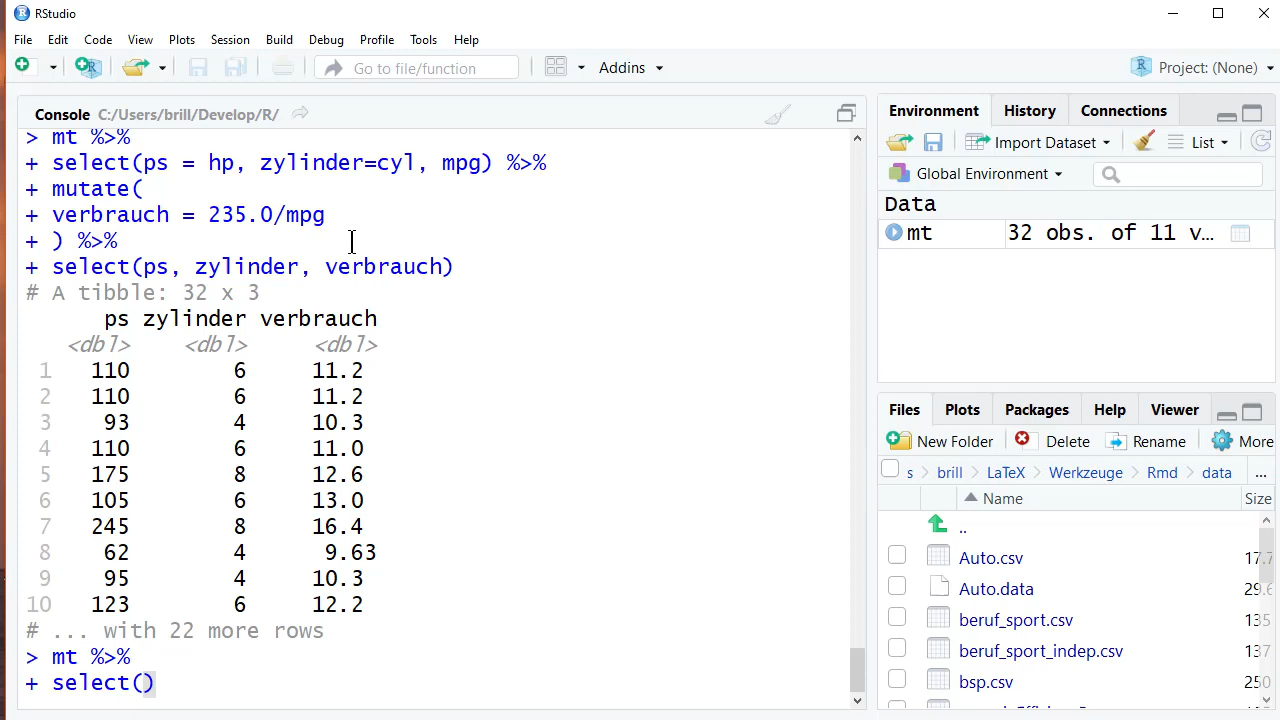 RStudio
File Edit Code View Plots Session Build Debug Profile Tools Help
Go to file/function Addins Project: (None)
Console C:/Users/brill/Develop/R/
> mt %>%
+ select(ps = hp, zylinder=cyl, mpg) %>%
+ mutate(
+ verbrauch = 235.0/mpg
+ ) %>%
+ select(ps, zylinder, verbrauch)
# A tibble: 32 x 3
ps zylinder verbrauch
<dbl> <dbl> <dbl>
1 110 6 11.2
2 110 6 11.2
3 93 4 10.3
4 110 6 11.0
5 175 8 12.6
6 105 6 13.0
7 245 8 16.4
8 62 4 9.63
9 95 4 10.3
10 123 6 12.2
# ... with 22 more rows
> mt %>%
+ select()
Environment History Connections
Import Dataset List
Global Environment
Data
mt 32 obs. of 11 v...
Files Plots Packages Help Viewer
New Folder Delete Rename More
s > brill > LaTeX > Werkzeuge > Rmd > data ...
Name Size
..
Auto.csv 17.7
Auto.data 29.6
beruf_sport.csv 135
beruf_sport_indep.csv 137
bsp.csv 250